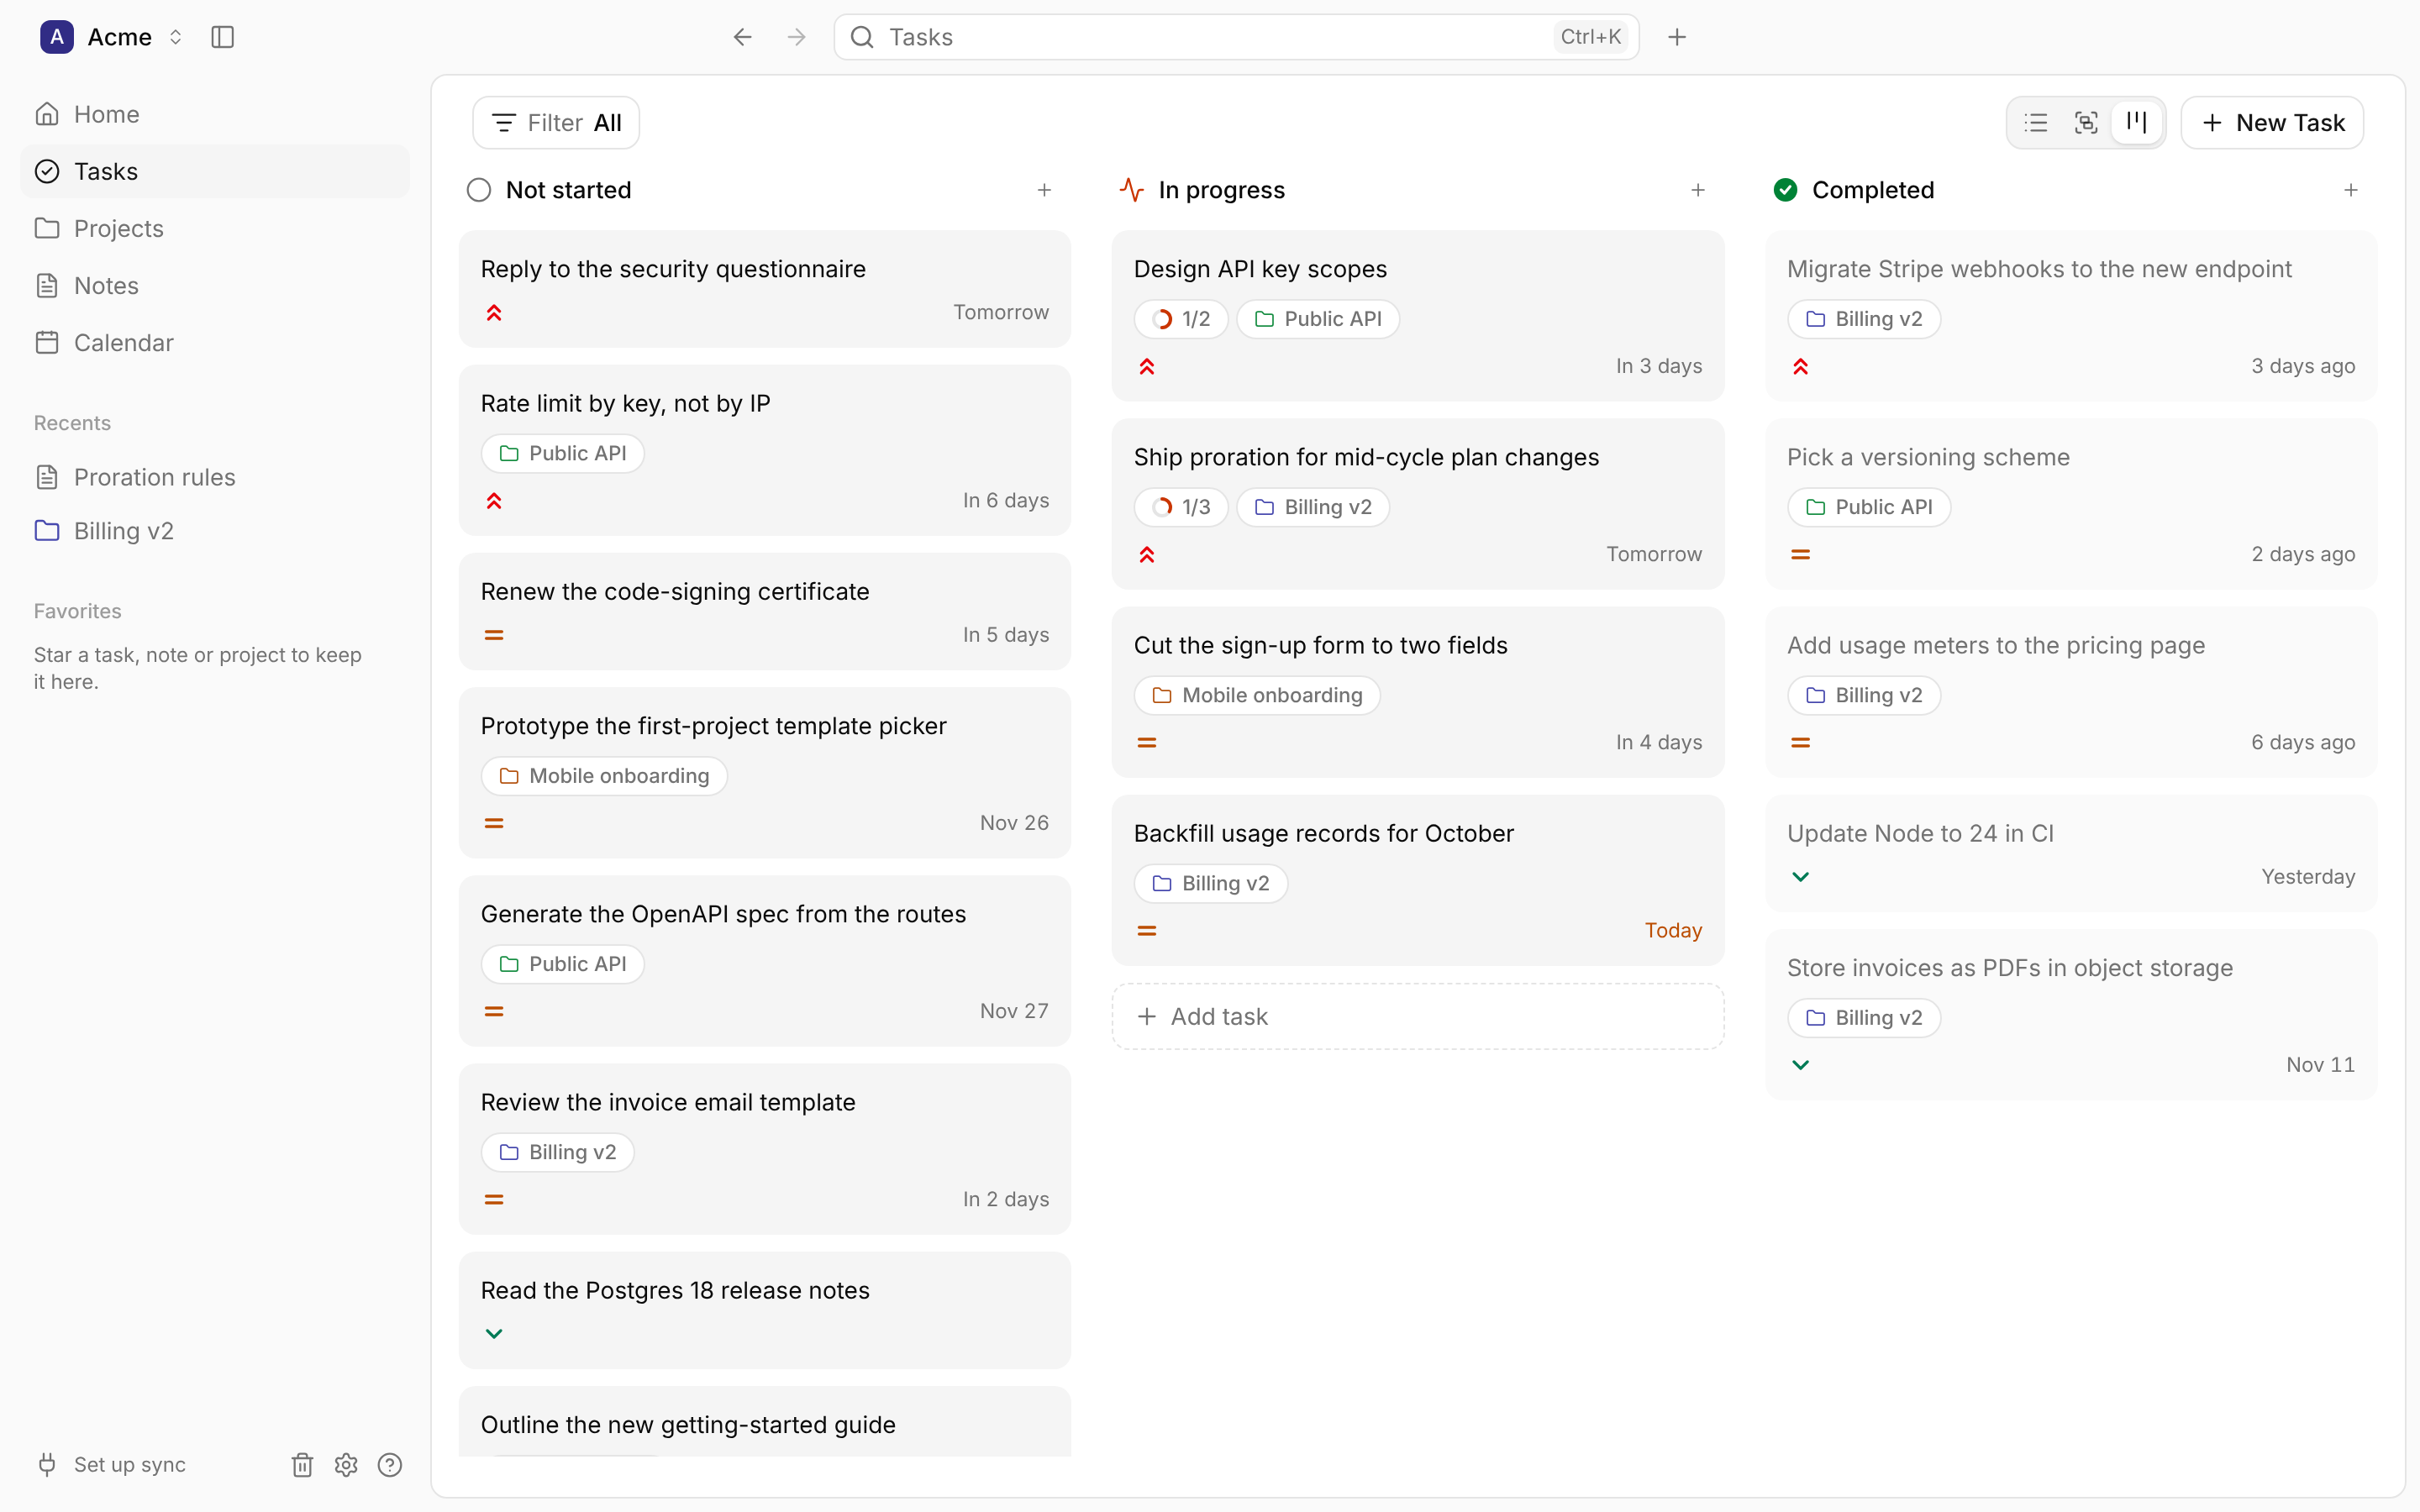 A Acme
Tasks
Ctrl+K
Home
Tasks
Projects
Notes
Calendar
Recents
Proration rules
Billing v2
Favorites
Star a task, note or project to keep
it here.
Set up sync
Filter All
New Task
Not started
Reply to the security questionnaire
Tomorrow
Rate limit by key, not by IP
Public API
In 6 days
Renew the code-signing certificate
In 5 days
Prototype the first-project template picker
Mobile onboarding
Nov 26
Generate the OpenAPI spec from the routes
Public API
Nov 27
Review the invoice email template
Billing v2
In 2 days
Read the Postgres 18 release notes
Outline the new getting-started guide
In progress
Design API key scopes
1/2 Public API
In 3 days
Ship proration for mid-cycle plan changes
1/3 Billing v2
Tomorrow
Cut the sign-up form to two fields
Mobile onboarding
In 4 days
Backfill usage records for October
Billing v2
Today
Add task
Completed
Migrate Stripe webhooks to the new endpoint
Billing v2
3 days ago
Pick a versioning scheme
Public API
2 days ago
Add usage meters to the pricing page
Billing v2
6 days ago
Update Node to 24 in CI
Yesterday
Store invoices as PDFs in object storage
Billing v2
Nov 11